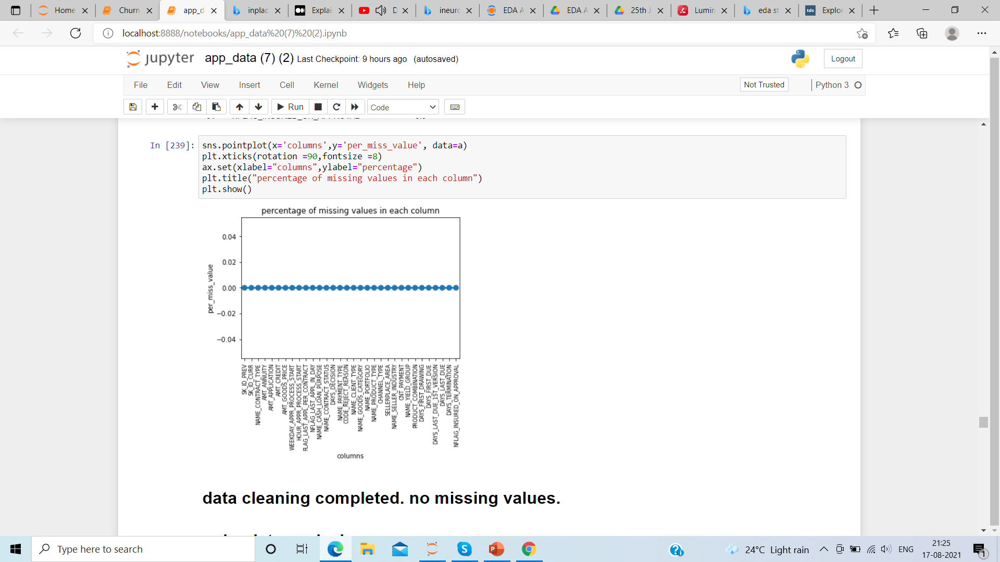 Home
Churn
app_d
inplac
Explai
D
ineuro
EDA A
EDA A
25th J
Lumin
eda st
tds
Explor
localhost:8888/notebooks/app_data%20(7)%20(2).ipynb
jupyter app_data (7) (2) Last Checkpoint: 9 hours ago (autosaved)
Logout
File Edit View Insert Cell Kernel Widgets Help
Not Trusted
Python 3
Run
Code
In [239]:
sns.pointplot(x='columns',y='per_miss_value', data=a)
plt.xticks(rotation =90,fontsize =8)
ax.set(xlabel="columns",ylabel="percentage")
plt.title("percentage of missing values in each column")
plt.show()
percentage of missing values in each column
per_miss_value
0.04
0.02
0.00
−0.02
−0.04
SK_ID_PREV
SK_ID_CURR
NAME_CONTRACT_TYPE
AMT_ANNUITY
AMT_APPLICATION
AMT_CREDIT
AMT_GOODS_PRICE
WEEKDAY_APPR_PROCESS_START
HOUR_APPR_PROCESS_START
FLAG_LAST_APPL_PER_CONTRACT
NFLAG_LAST_APPL_IN_DAY
NAME_CASH_LOAN_PURPOSE
NAME_CONTRACT_STATUS
DAYS_DECISION
NAME_PAYMENT_TYPE
CODE_REJECT_REASON
NAME_CLIENT_TYPE
NAME_GOODS_CATEGORY
NAME_PORTFOLIO
NAME_PRODUCT_TYPE
CHANNEL_TYPE
SELLERPLACE_AREA
NAME_SELLER_INDUSTRY
CNT_PAYMENT
NAME_YIELD_GROUP
PRODUCT_COMBINATION
DAYS_FIRST_DRAWING
DAYS_FIRST_DUE
DAYS_LAST_DUE_1ST_VERSION
DAYS_LAST_DUE
DAYS_TERMINATION
NFLAG_INSURED_ON_APPROVAL
columns
data cleaning completed. no missing values.
Type here to search
24°C Light rain
ENG
21:25
17-08-2021
1